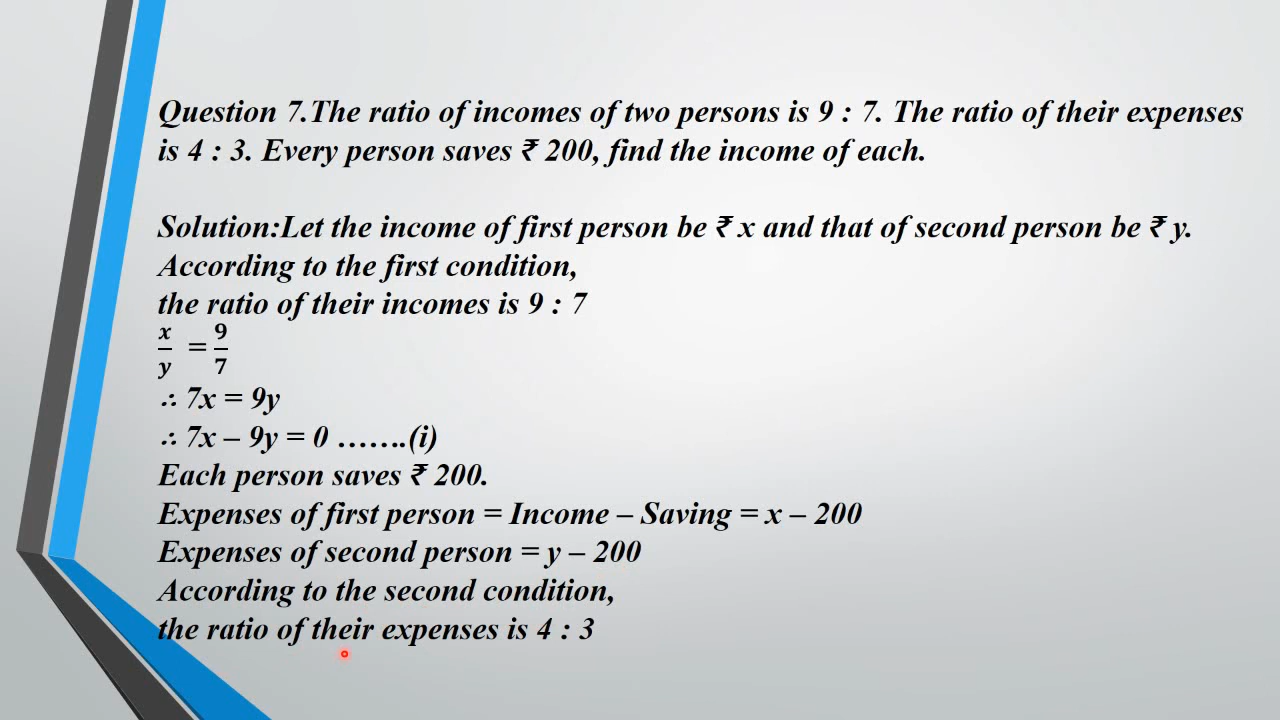 Question 7.The ratio of incomes of two persons is 9 : 7. The ratio of their expenses
is 4 : 3. Every person saves ₹ 200, find the income of each.
Solution:Let the income of first person be ₹ x and that of second person be ₹ y.
According to the first condition,
the ratio of their incomes is 9 : 7
x/y = 9/7
∴ 7x = 9y
∴ 7x – 9y = 0 …….(i)
Each person saves ₹ 200.
Expenses of first person = Income – Saving = x – 200
Expenses of second person = y – 200
According to the second condition,
the ratio of their expenses is 4 : 3